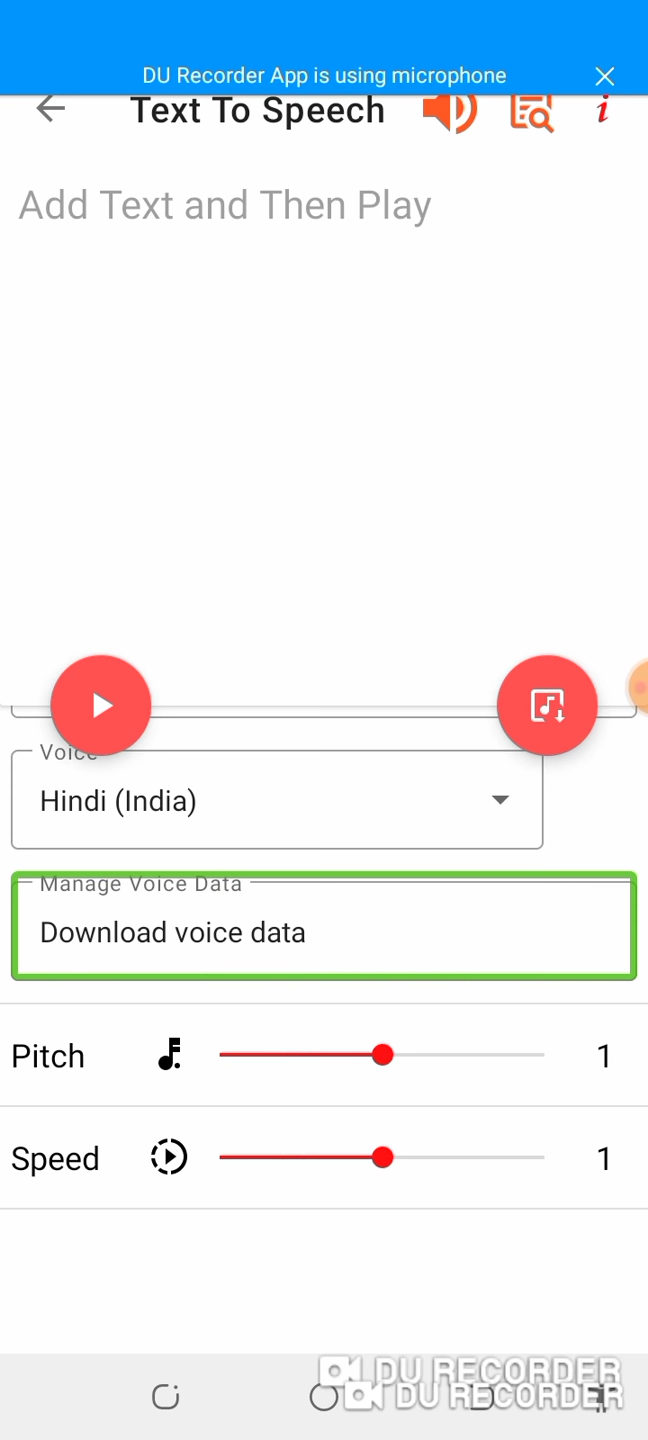 DU Recorder App is using microphone
Text To Speech
i
Add Text and Then Play
Voice
Hindi (India)
Manage Voice Data
Download voice data
Pitch
1
Speed
1
DU RECORDER
DU RECORDER